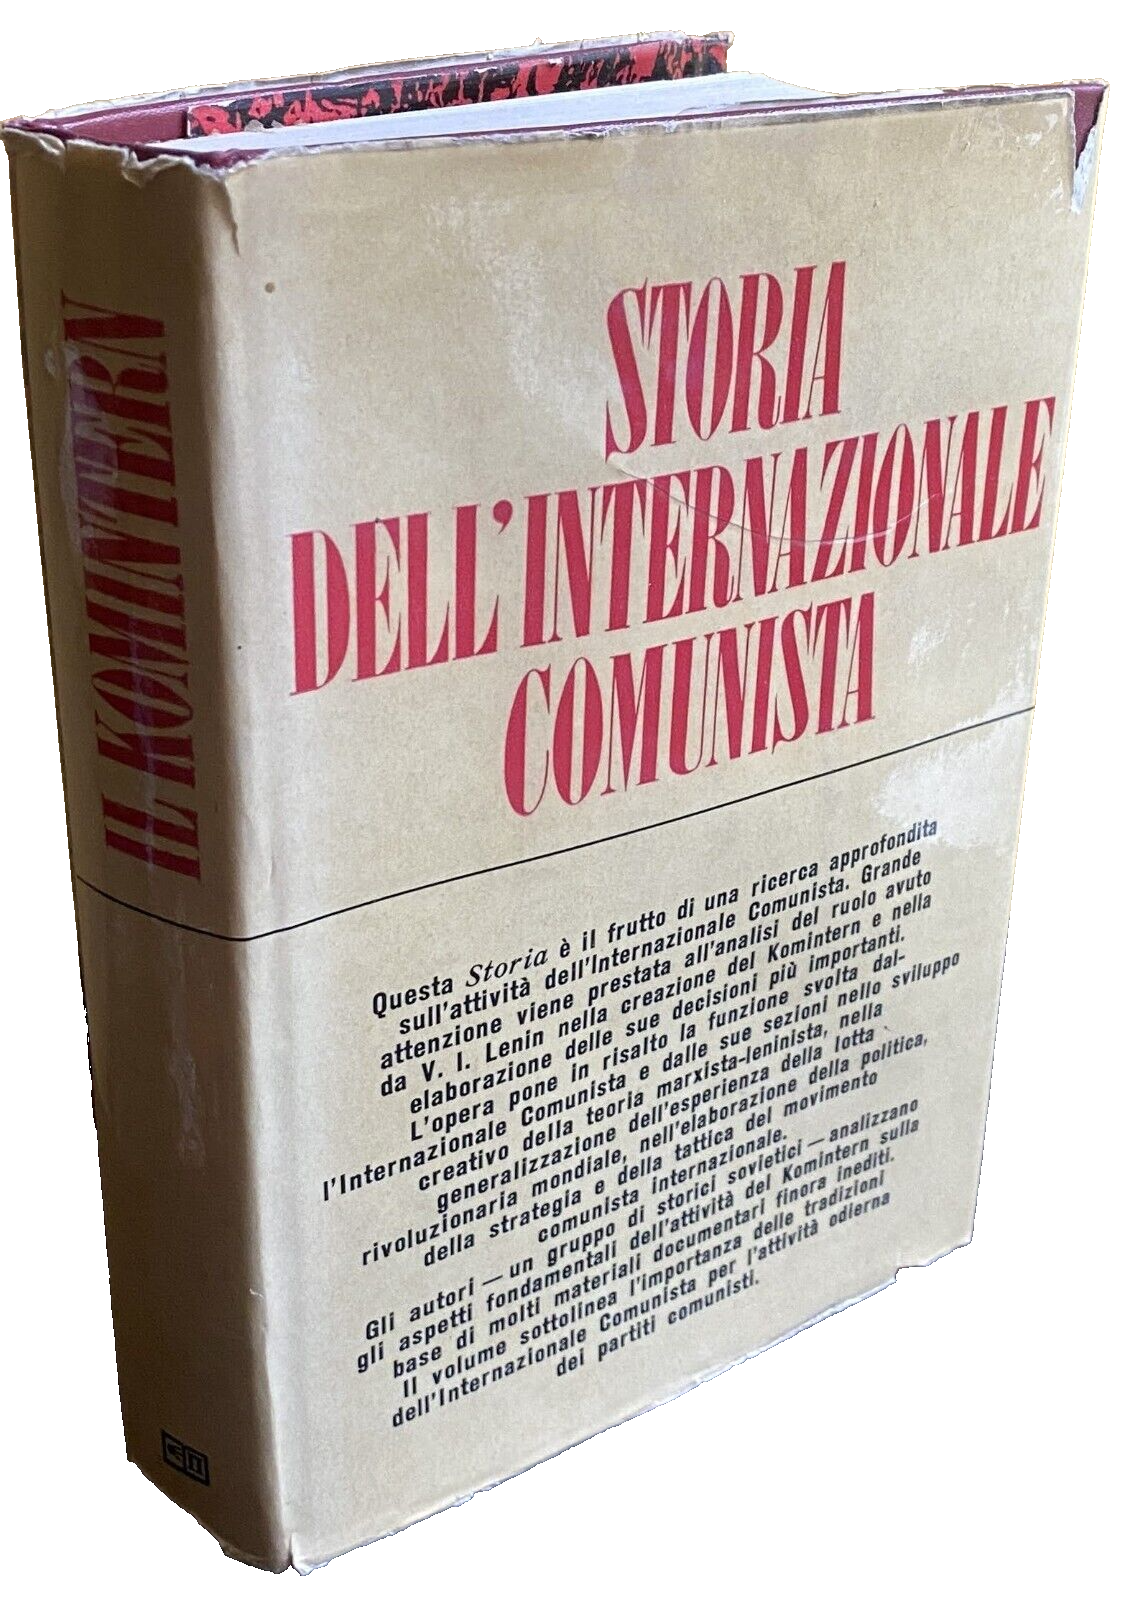 IL KOMINTERN
STORIA
DELL'INTERNAZIONALE
COMUNISTA
Questa Storia è il frutto di una ricerca approfondita
sull'attività dell'Internazionale Comunista. Grande
attenzione viene prestata all'analisi del ruolo avuto
da V. I. Lenin nella creazione del Komintern e nella
elaborazione delle sue decisioni più importanti.
L'opera pone in risalto la funzione svolta dal-
l'Internazionale Comunista e dalle sue sezioni nello sviluppo
creativo della teoria marxista-leninista, nella
generalizzazione dell'esperienza della lotta
rivoluzionaria mondiale, nell'elaborazione della politica,
della strategia e della tattica del movimento
comunista internazionale.
Gli autori — un gruppo di storici sovietici — analizzano
gli aspetti fondamentali dell'attività del Komintern sulla
base di molti materiali documentari finora inediti.
Il volume sottolinea l'importanza delle tradizioni
dell'Internazionale Comunista per l'attività odierna
dei partiti comunisti.